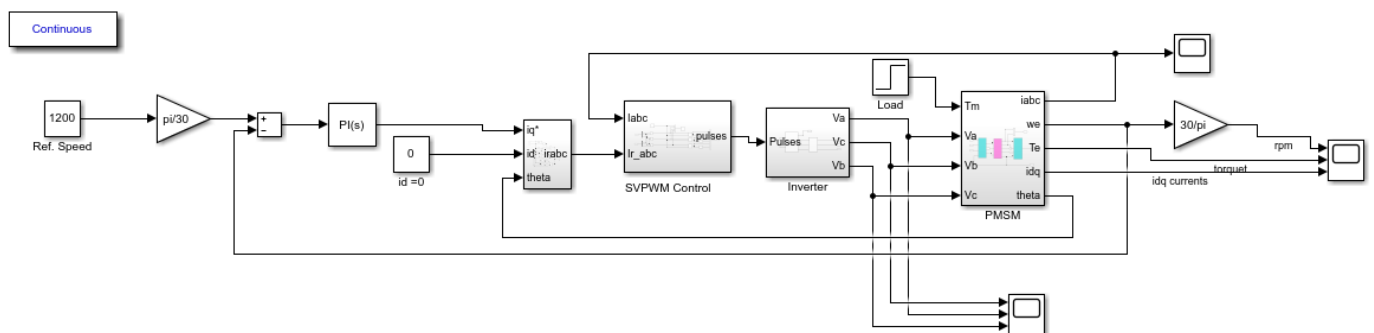 Continuous
1200
Ref. Speed
pi/30
+
−
PI(s)
0
id =0
iq*
id
theta
irabc
Iabc
Ir_abc
pulses
SVPWM Control
Pulses
Va
Vc
Vb
Inverter
Load
Tm
Va
Vb
Vc
iabc
we
Te
idq
theta
PMSM
30/pi
rpm
torquet
idq currents